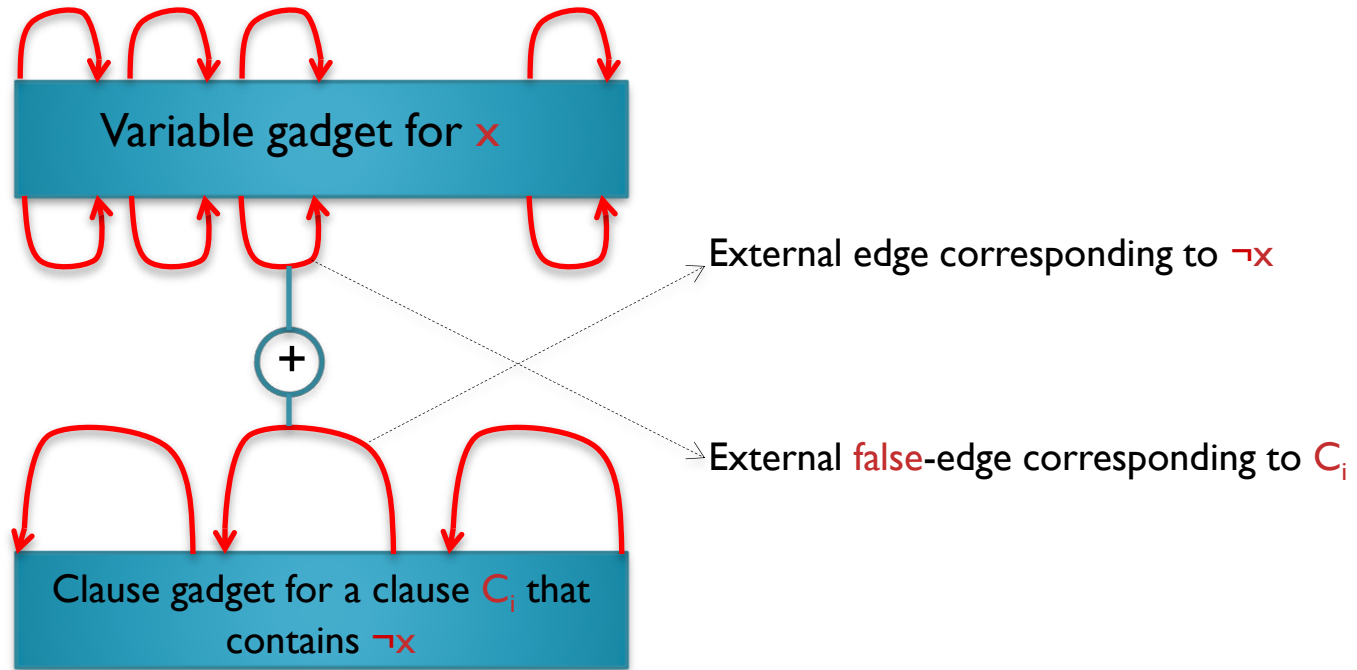 Variable gadget for x
External edge corresponding to ¬x
+
External false-edge corresponding to Cᵢ
Clause gadget for a clause Cᵢ that
contains ¬x